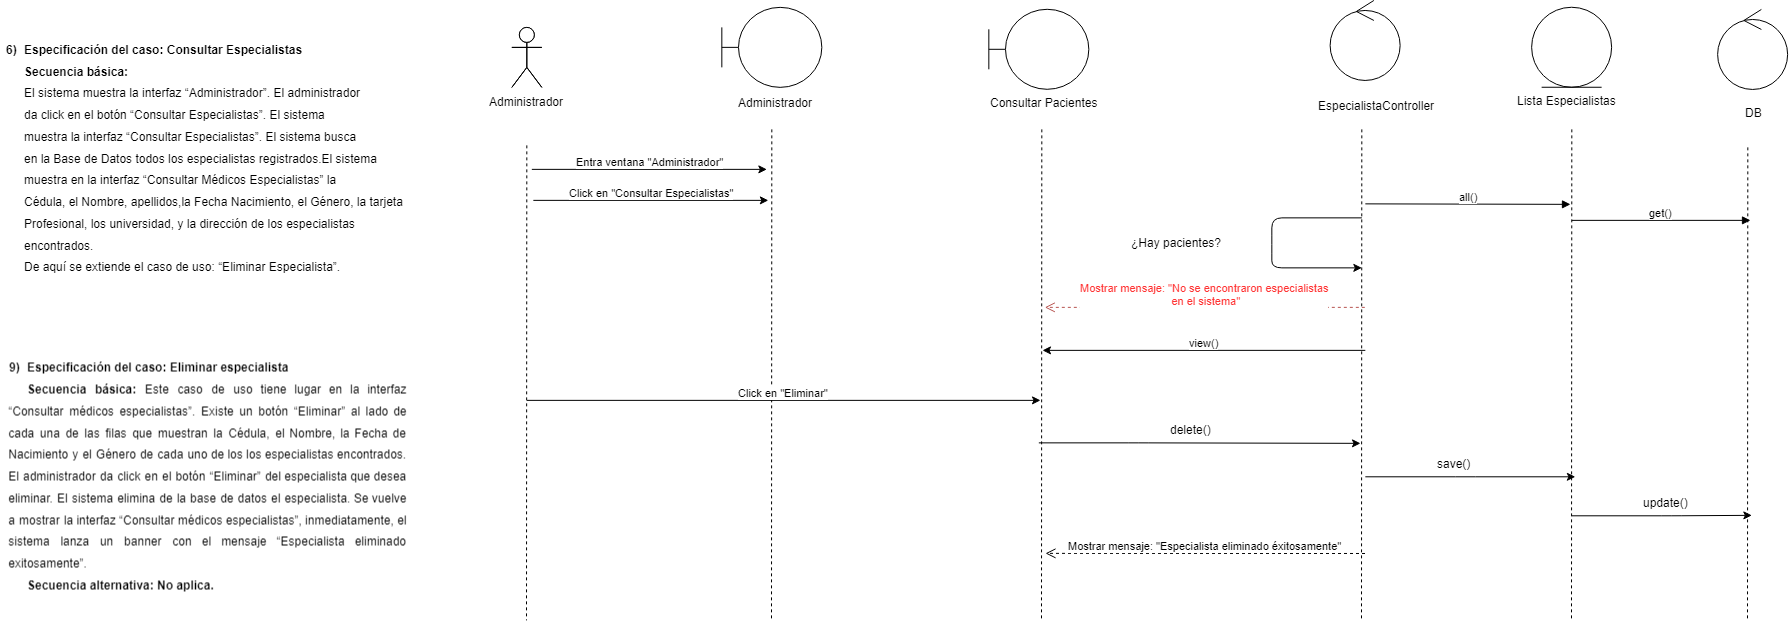 6) Especificación del caso: Consultar Especialistas
Secuencia básica:
El sistema muestra la interfaz “Administrador”. El administrador
da click en el botón “Consultar Especialistas”. El sistema
muestra la interfaz “Consultar Especialistas”. El sistema busca
en la Base de Datos todos los especialistas registrados.El sistema
muestra en la interfaz “Consultar Médicos Especialistas” la
Cédula, el Nombre, apellidos,la Fecha Nacimiento, el Género, la tarjeta
Profesional, los universidad, y la dirección de los especialistas
encontrados.
De aquí se extiende el caso de uso: “Eliminar Especialista”.
9) Especificación del caso: Eliminar especialista
Secuencia básica: Este caso de uso tiene lugar en la interfaz
“Consultar médicos especialistas”. Existe un botón “Eliminar” al lado de
cada una de las filas que muestran la Cédula, el Nombre, la Fecha de
Nacimiento y el Género de cada uno de los los especialistas encontrados.
El administrador da click en el botón “Eliminar” del especialista que desea
eliminar. El sistema elimina de la base de datos el especialista. Se vuelve
a mostrar la interfaz “Consultar médicos especialistas”, inmediatamente, el
sistema lanza un banner con el mensaje “Especialista eliminado
exitosamente”.
Secuencia alternativa: No aplica.
Administrador
Administrador
Consultar Pacientes
EspecialistaController
Lista Especialistas
DB
Entra ventana "Administrador"
Click en "Consultar Especialistas"
all()
get()
¿Hay pacientes?
Mostrar mensaje: "No se encontraron especialistas
en el sistema"
view()
Click en "Eliminar"
delete()
save()
update()
Mostrar mensaje: "Especialista eliminado éxitosamente"